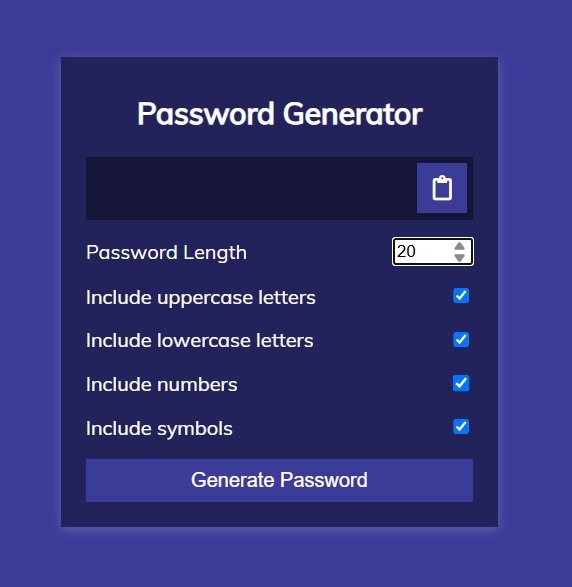 Password Generator
Password Length
20
Include uppercase letters
Include lowercase letters
Include numbers
Include symbols
Generate Password